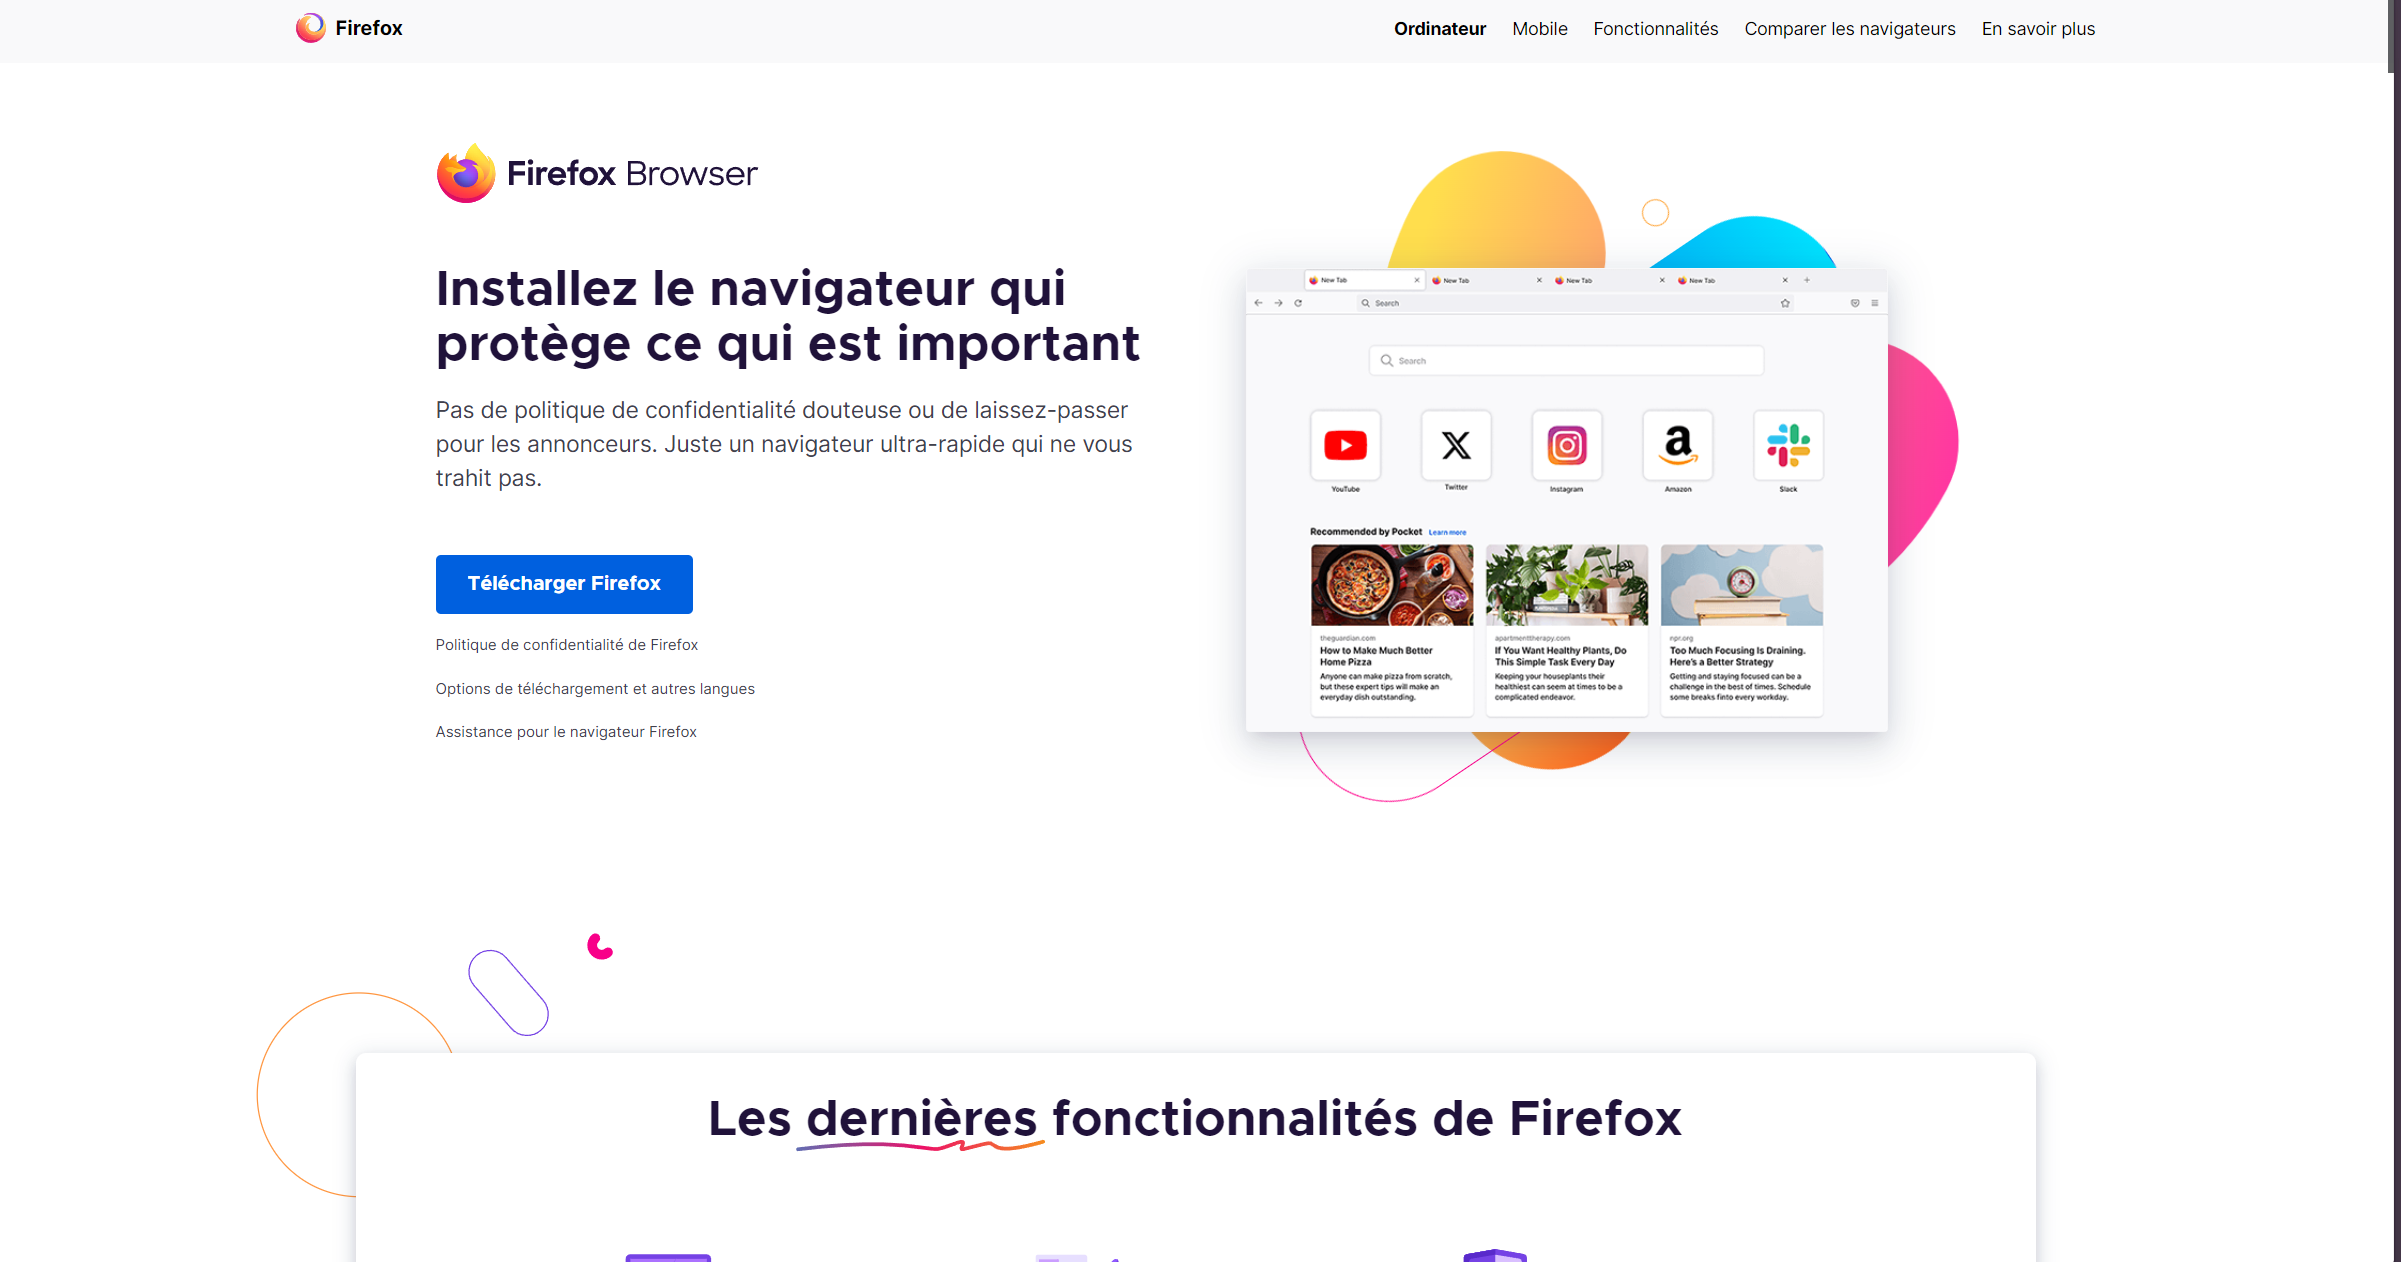 Firefox
Ordinateur
Mobile
Fonctionnalités
Comparer les navigateurs
En savoir plus
Firefox Browser
Installez le navigateur qui
protège ce qui est important
Pas de politique de confidentialité douteuse ou de laissez-passer
pour les annonceurs. Juste un navigateur ultra-rapide qui ne vous
trahit pas.
Télécharger Firefox
Politique de confidentialité de Firefox
Options de téléchargement et autres langues
Assistance pour le navigateur Firefox
New Tab
New Tab
New Tab
New Tab
Search
Search
YouTube
Twitter
Instagram
Amazon
Slack
Recommended by Pocket Learn more
theguardian.com
How to Make Much Better
Home Pizza
Anyone can make pizza from scratch,
but these expert tips will make an
everyday dish outstanding.
apartmenttherapy.com
If You Want Healthy Plants, Do
This Simple Task Every Day
Keeping your houseplants their
healthiest can seem at times to be a
complicated endeavor.
npr.org
Too Much Focusing Is Draining.
Here's a Better Strategy
Getting and staying focused can be a
challenge in the best of times. Schedule
some breaks finto every workday.
Les dernières fonctionnalités de Firefox